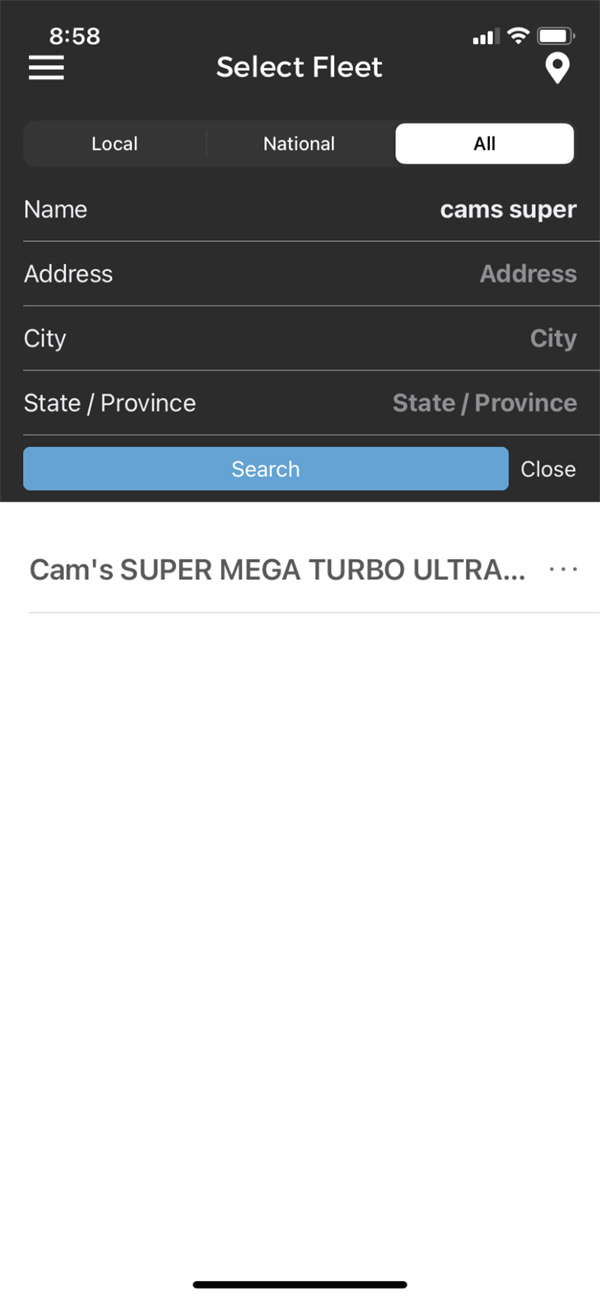 8:58
Select Fleet
Local National All
Name cams super
Address Address
City City
State / Province State / Province
Search Close
Cam's SUPER MEGA TURBO ULTRA... ...